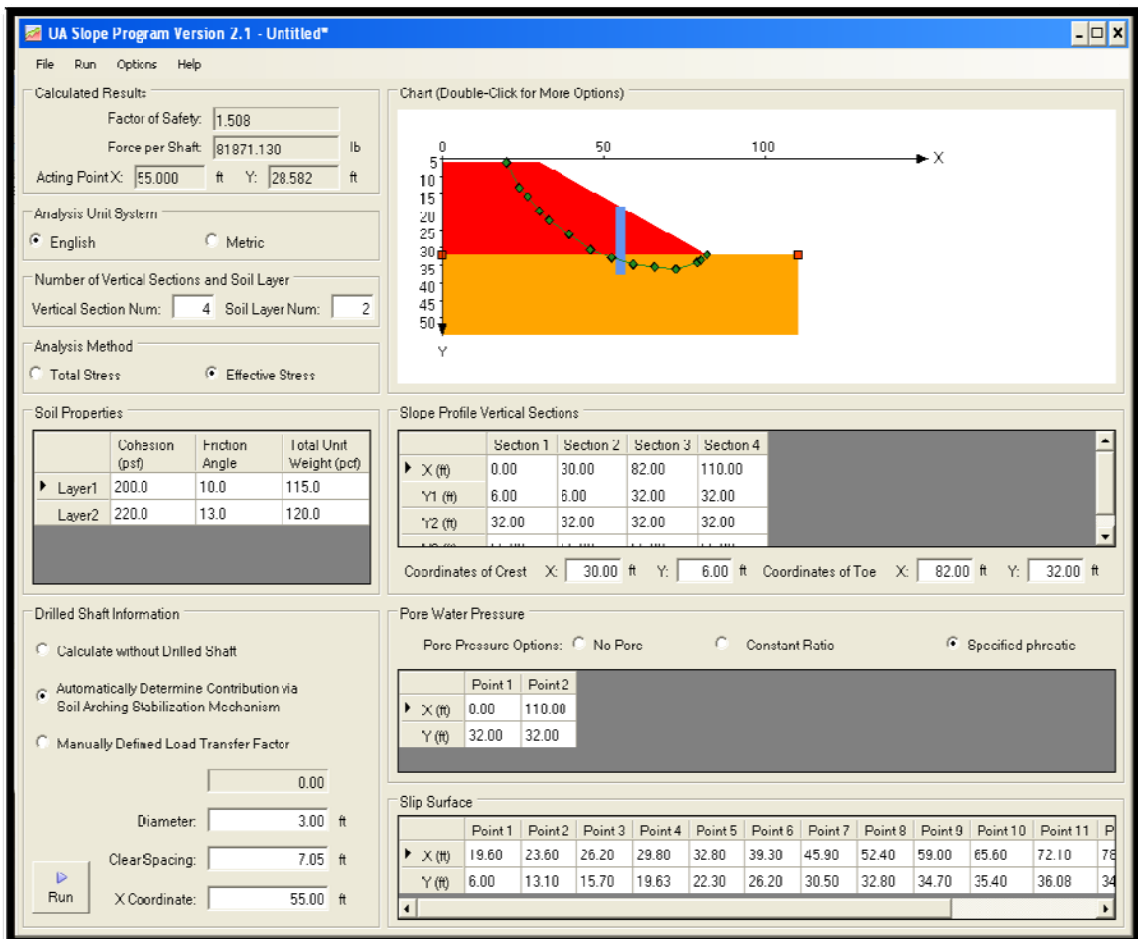 UA Slope Program Version 2.1 - Untitled*
File Run Options Help
Calculated Results
Factor of Safety: 1.508
Force per Shaft: 81871.130 lb
Acting Point X: 55.000 ft Y: 28.582 ft
Analysis Unit System
English Metric
Number of Vertical Sections and Soil Layer
Vertical Section Num: 4 Soil Layer Num: 2
Analysis Method
Total Stress Effective Stress
Soil Properties
Cohesion (psf) Friction Angle Total Unit Weight (pcf)
Layer1 200.0 10.0 115.0
Layer2 220.0 13.0 120.0
Drilled Shaft Information
Calculate without Drilled Shaft
Automatically Determine Contribution via
Soil Arching Stabilization Mechanism
Manually Defined Load Transfer Factor
0.00
Diameter: 3.00 ft
Clear Spacing: 7.05 ft
X Coordinate: 55.00 ft
Run
Chart (Double-Click for More Options)
0 50 100
X
5
10
15
20
25
30
35
40
45
50
Y
Slope Profile Vertical Sections
Section 1 Section 2 Section 3 Section 4
X (ft) 0.00 30.00 82.00 110.00
Y1 (ft) 6.00 6.00 32.00 32.00
Y2 (ft) 32.00 32.00 32.00 32.00
Coordinates of Crest X: 30.00 ft Y: 6.00 ft Coordinates of Toe X: 82.00 ft Y: 32.00 ft
Pore Water Pressure
Pore Pressure Options: No Pore Constant Ratio Specified phreatic
Point 1 Point2
X (ft) 0.00 110.00
Y (ft) 32.00 32.00
Slip Surface
Point 1 Point2 Point 3 Point 4 Point 5 Point 6 Point 7 Point 8 Point 9 Point 10 Point 11 P
X (ft) 19.60 23.60 26.20 29.80 32.80 39.30 45.90 52.40 59.00 65.60 72.10 78
Y (ft) 6.00 13.10 15.70 19.63 22.30 26.20 30.50 32.80 34.70 35.40 36.08 34